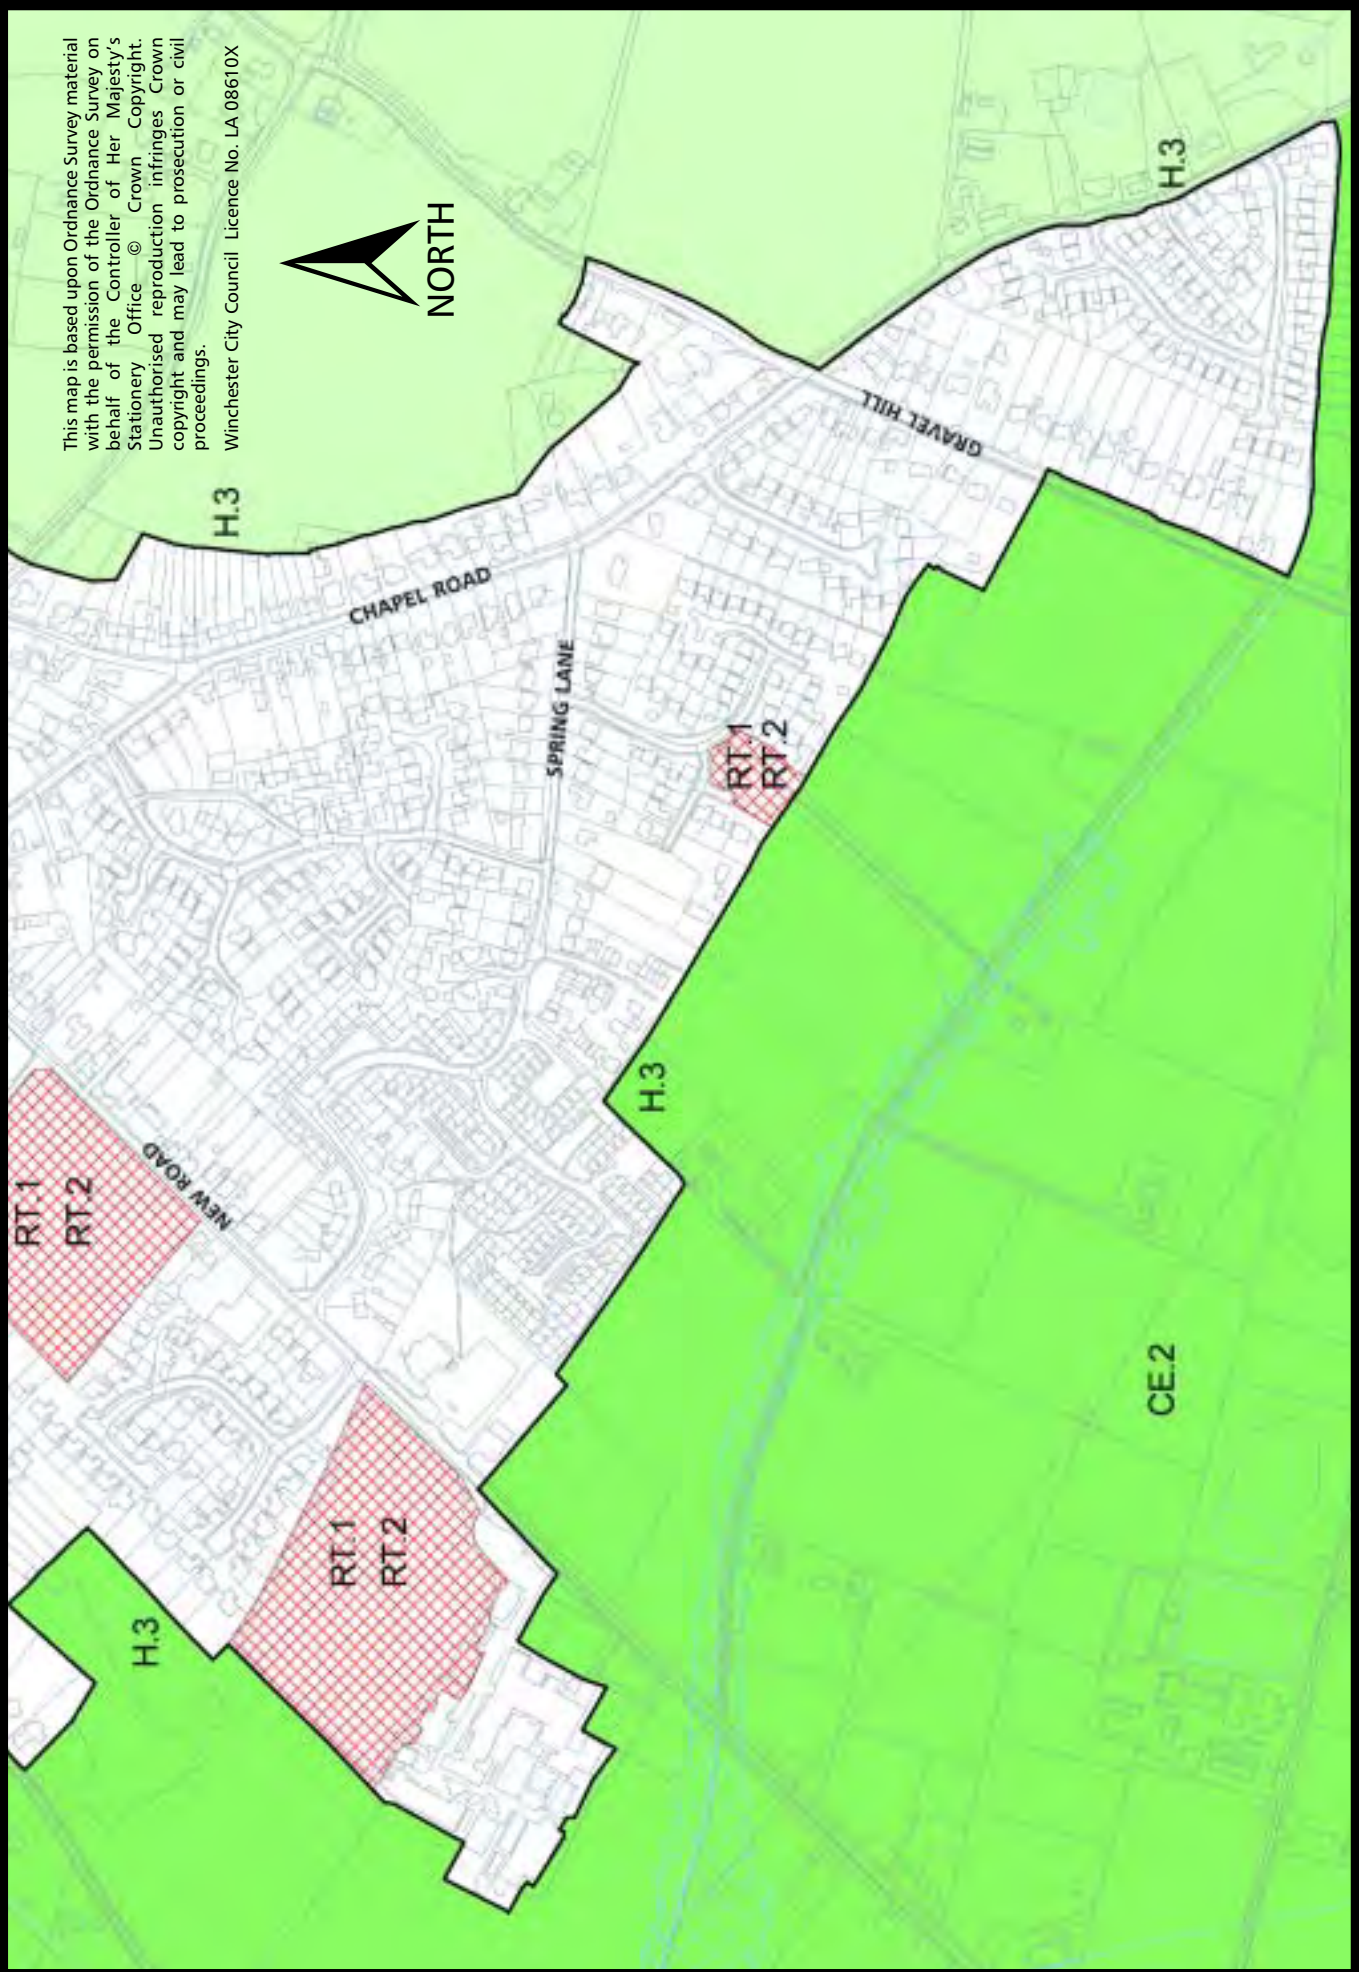 This map is based upon Ordnance Survey material
with the permission of the Ordnance Survey on
behalf of the Controller of Her Majesty's
Stationery Office © Crown Copyright.
Unauthorised reproduction infringes Crown
copyright and may lead to prosecution or civil
proceedings.
Winchester City Council Licence No. LA 08610X
NORTH
H.3
H.3
CHAPEL ROAD
GRAVEL HILL
SPRING LANE
RT.1
RT.2
H.3
RT.1
RT.2
NEW ROAD
RT.1
RT.2
H.3
CE.2